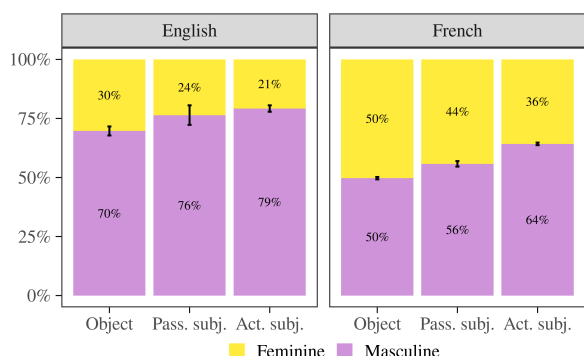 English French
100%
75%
50%
25%
0%
30% 24% 21% 50% 44% 36%
70% 76% 79% 50% 56% 64%
Object Pass. subj. Act. subj. Object Pass. subj. Act. subj.
Feminine Masculine